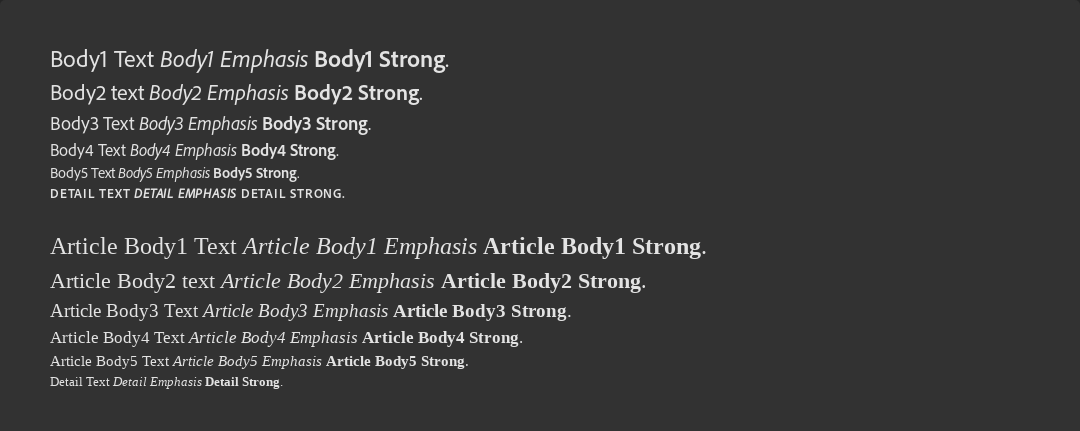 Body1 Text Body1 Emphasis Body1 Strong.
Body2 text Body2 Emphasis Body2 Strong.
Body3 Text Body3 Emphasis Body3 Strong.
Body4 Text Body4 Emphasis Body4 Strong.
Body5 Text Body5 Emphasis Body5 Strong.
DETAIL TEXT DETAIL EMPHASIS DETAIL STRONG.
Article Body1 Text Article Body1 Emphasis Article Body1 Strong.
Article Body2 text Article Body2 Emphasis Article Body2 Strong.
Article Body3 Text Article Body3 Emphasis Article Body3 Strong.
Article Body4 Text Article Body4 Emphasis Article Body4 Strong.
Article Body5 Text Article Body5 Emphasis Article Body5 Strong.
Detail Text Detail Emphasis Detail Strong.